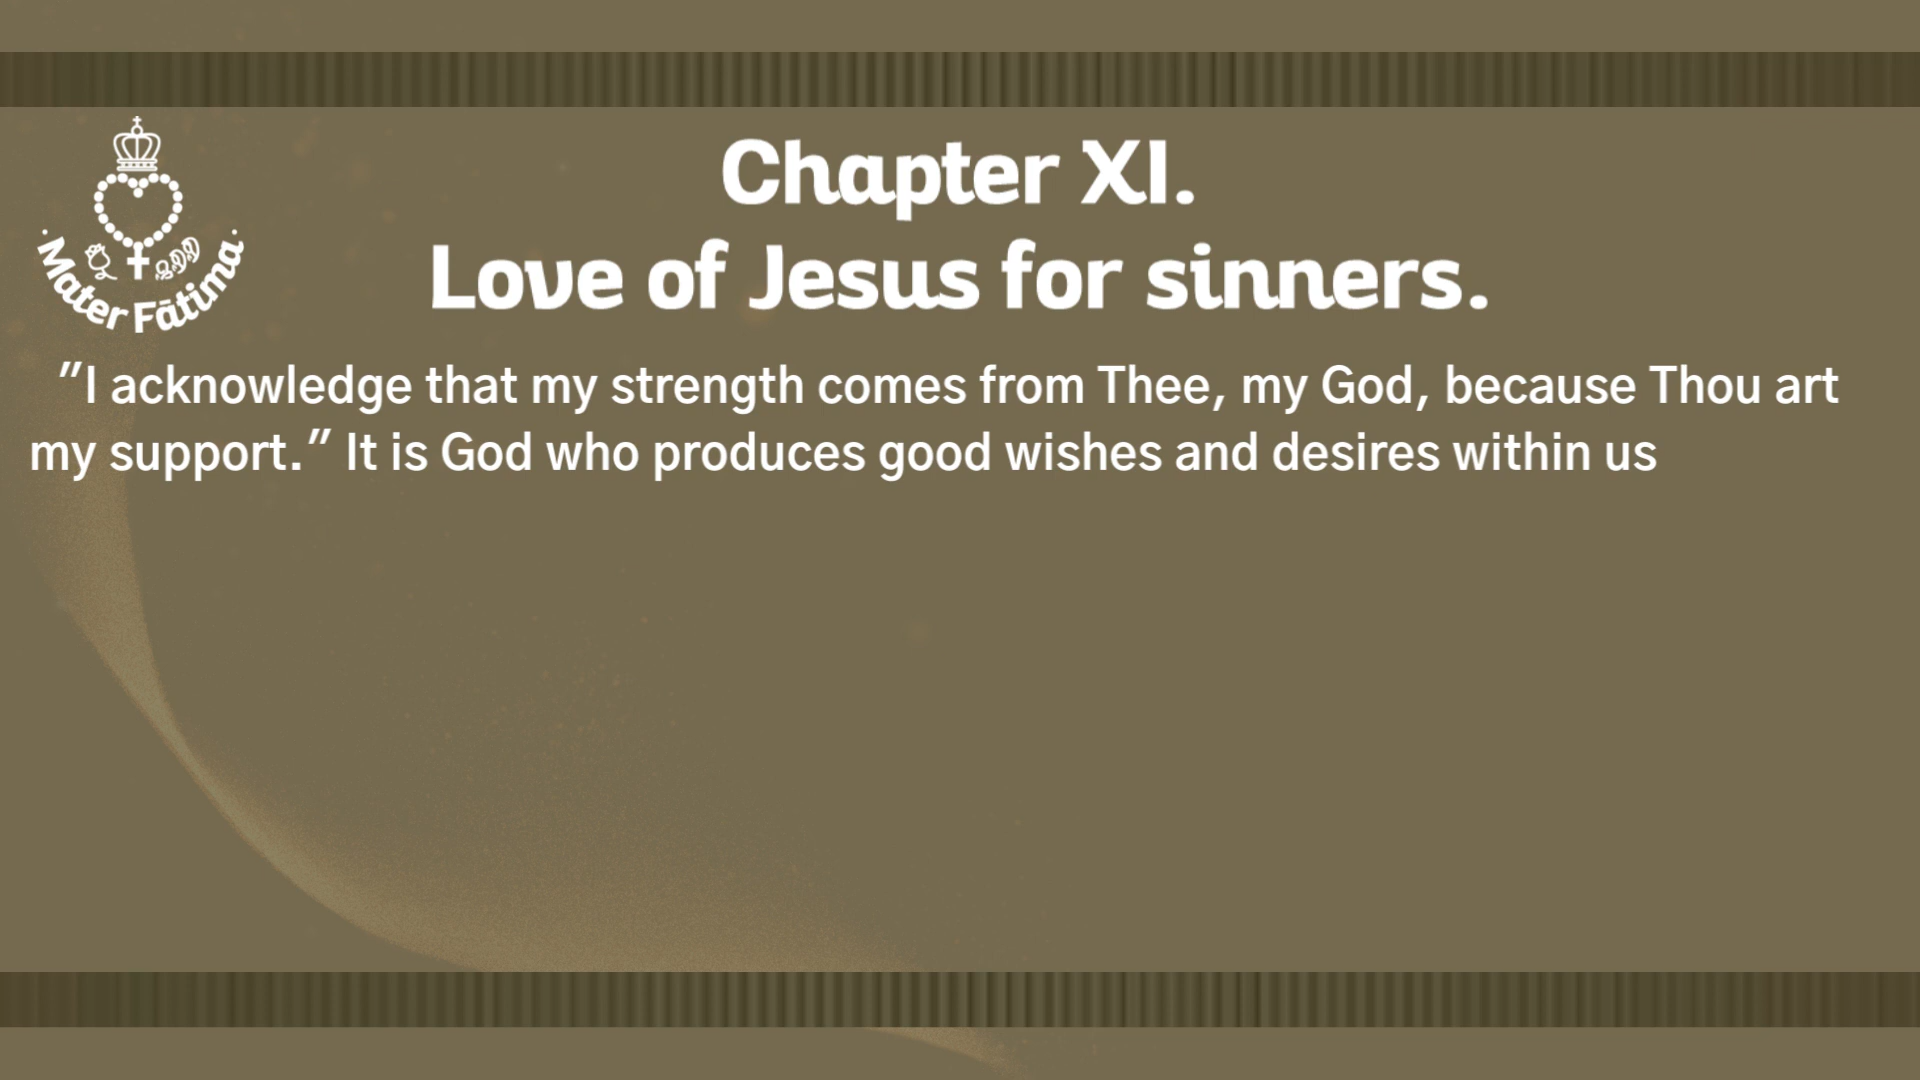 Chapter XI.
Love of Jesus for sinners.
·Mater Fātima·
"I acknowledge that my strength comes from Thee, my God, because Thou art
my support." It is God who produces good wishes and desires within us